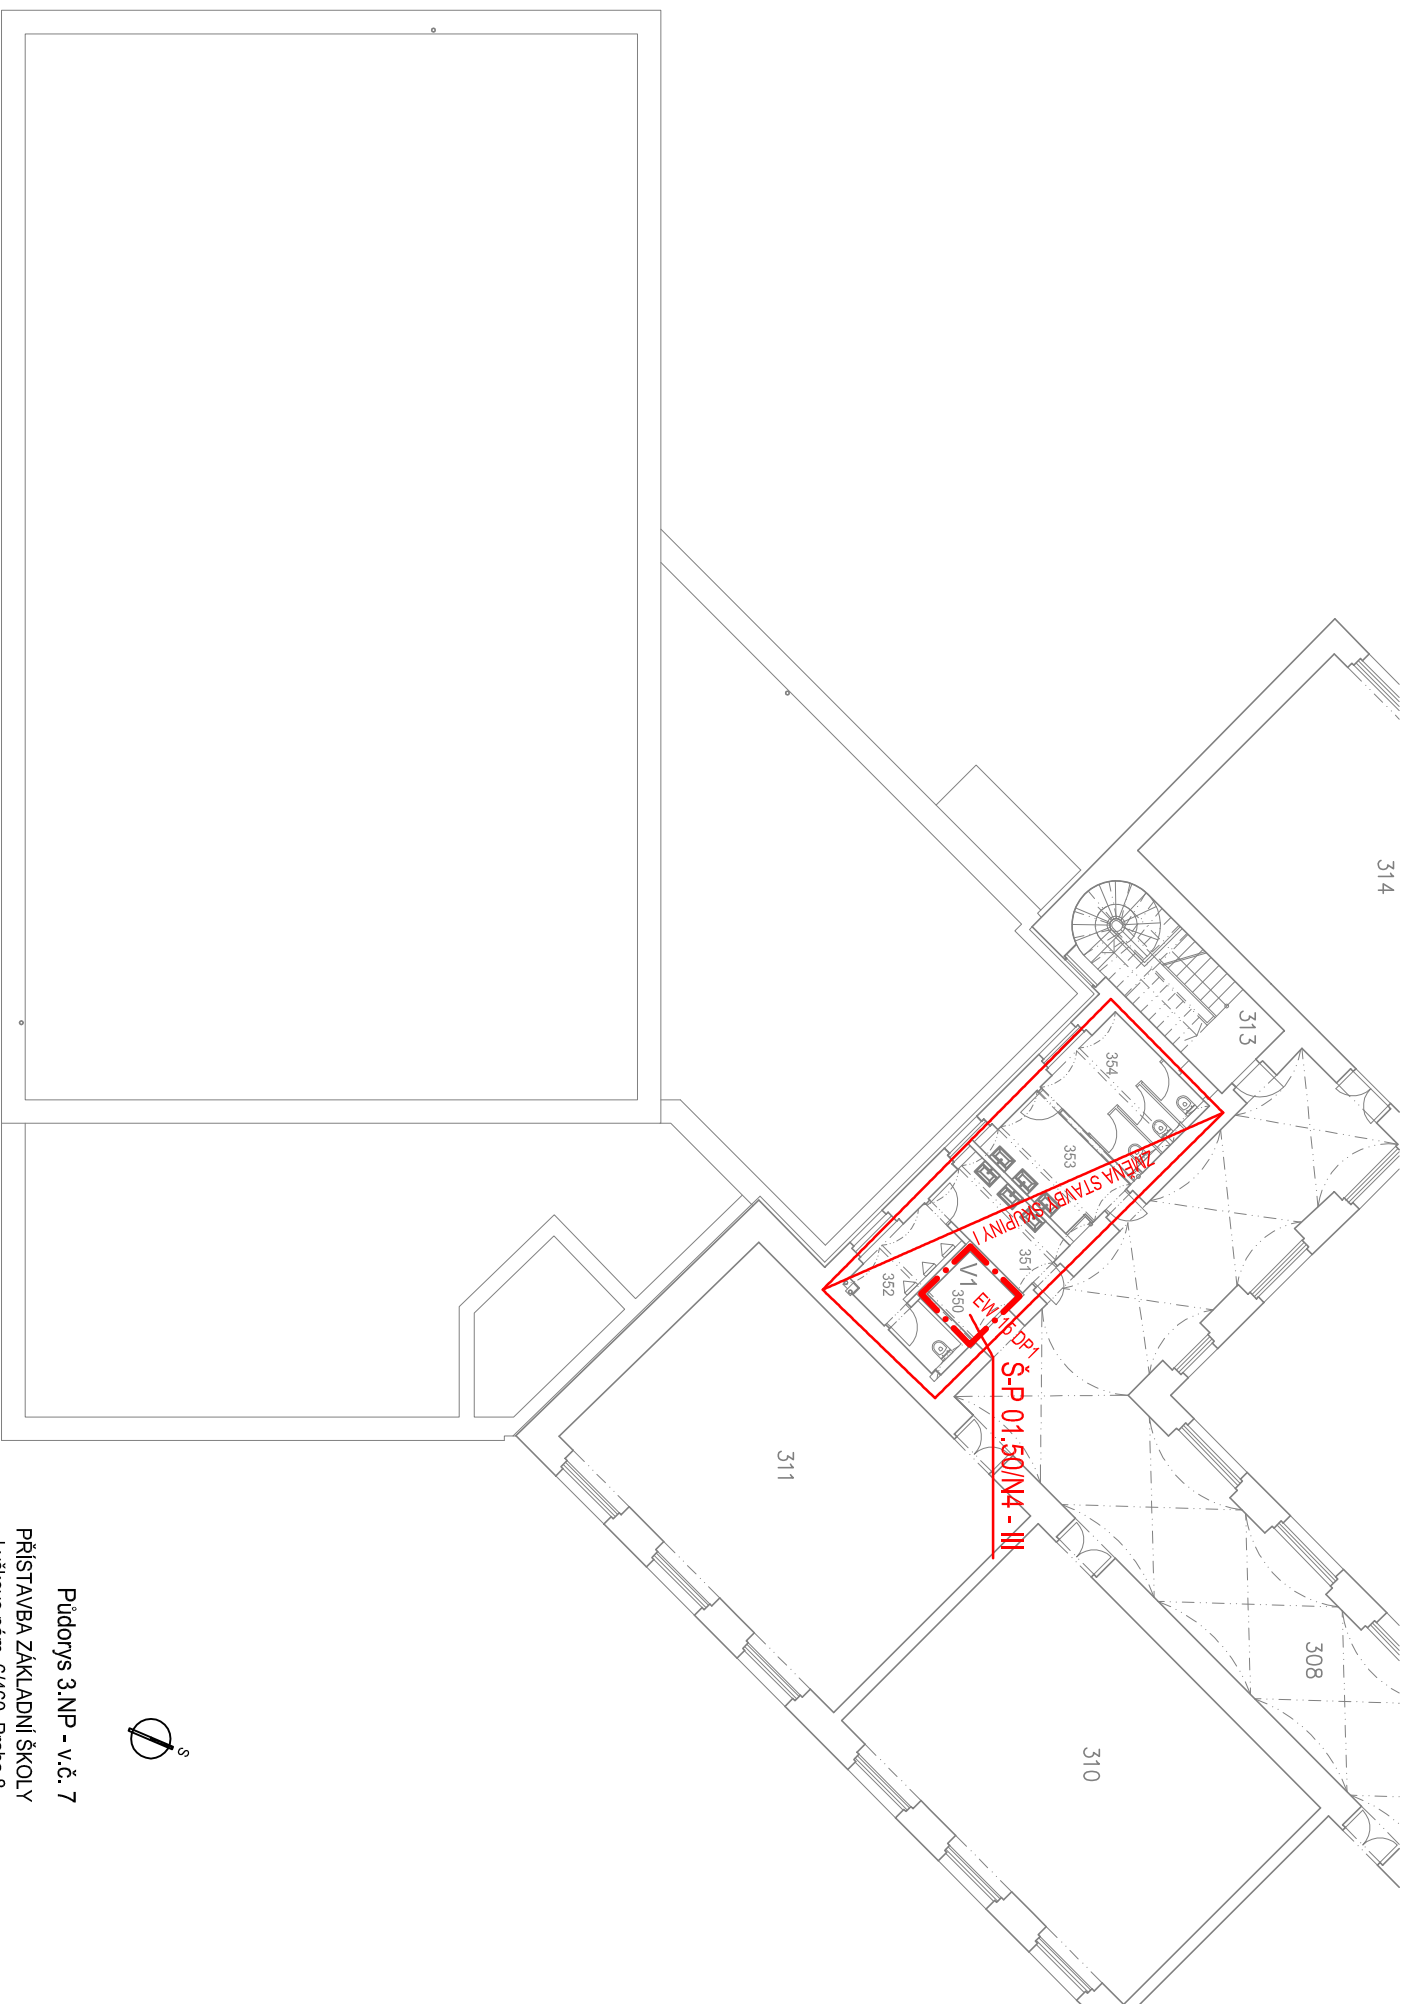 314
313
354
353
ZMĚNA STAVBY SKUPINY I
351
352
V1
350
EW 15 DP1
Š-P 01.50/N4 - III
311
308
310
S
Půdorys 3.NP - v.č. 7
PŘÍSTAVBA ZÁKLADNÍ ŠKOLY